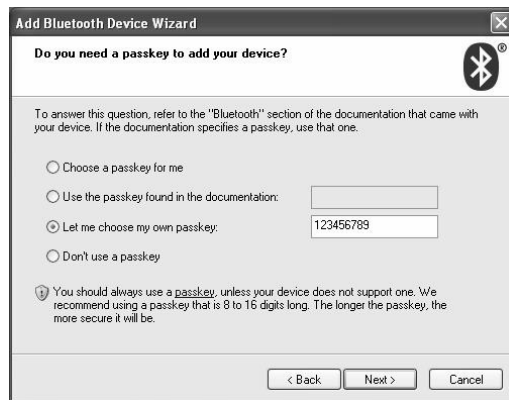 Add Bluetooth Device Wizard
Do you need a passkey to add your device?
®
To answer this question, refer to the "Bluetooth" section of the documentation that came with
your device. If the documentation specifies a passkey, use that one.
Choose a passkey for me
Use the passkey found in the documentation:
Let me choose my own passkey: 123456789
Don't use a passkey
You should always use a passkey, unless your device does not support one. We
recommend using a passkey that is 8 to 16 digits long. The longer the passkey, the
more secure it will be.
< Back Next > Cancel